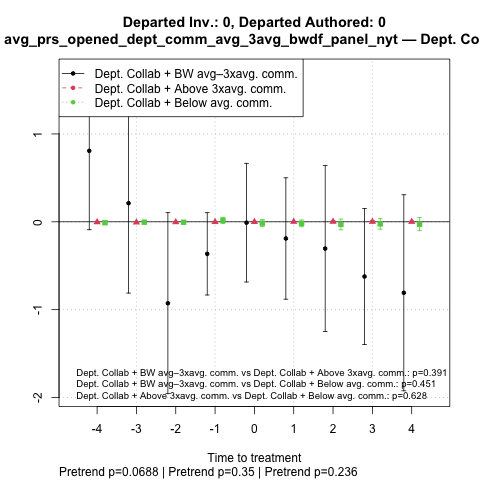 Departed Inv.: 0, Departed Authored: 0
avg_prs_opened_dept_comm_avg_3avg_bwdf_panel_nyt — Dept. Co
Dept. Collab + BW avg–3xavg. comm.
Dept. Collab + Above 3xavg. comm.
Dept. Collab + Below avg. comm.
1
0
-1
-2
Dept. Collab + BW avg–3xavg. comm. vs Dept. Collab + Above 3xavg. comm.: p=0.391
Dept. Collab + BW avg–3xavg. comm. vs Dept. Collab + Below avg. comm.: p=0.451
Dept. Collab + Above 3xavg. comm. vs Dept. Collab + Below avg. comm.: p=0.628
-4 -3 -2 -1 0 1 2 3 4
Time to treatment
Pretrend p=0.0688 | Pretrend p=0.35 | Pretrend p=0.236